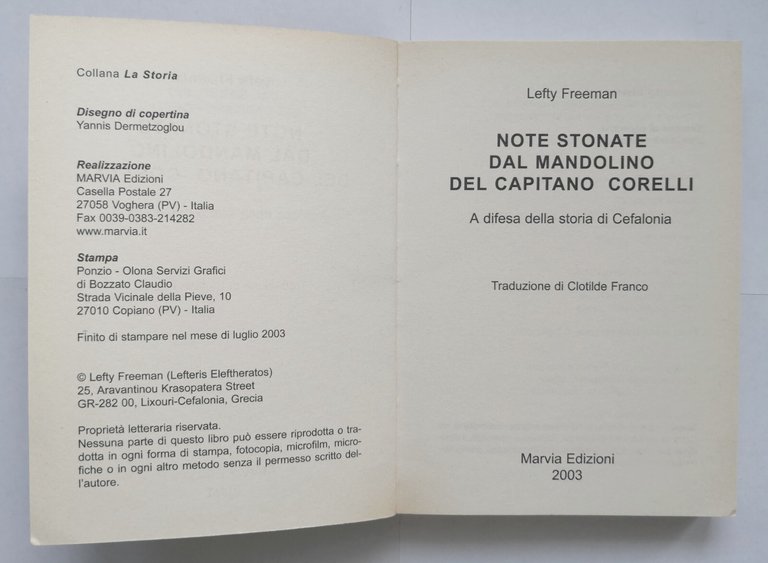 Collana La Storia
Disegno di copertina
Yannis Dermetzoglou
Realizzazione
MARVIA Edizioni
Casella Postale 27
27058 Voghera (PV) - Italia
Fax 0039-0383-214282
www.marvia.it
Stampa
Ponzio - Olona Servizi Grafici
di Bozzato Claudio
Strada Vicinale della Pieve, 10
27010 Copiano (PV) - Italia
Finito di stampare nel mese di luglio 2003
© Lefty Freeman (Lefteris Eleftheratos)
25, Aravantinou Krasopatera Street
GR-282 00, Lixouri-Cefalonia, Grecia
Proprietà letteraria riservata.
Nessuna parte di questo libro può essere riprodotta o tra-
dotta in ogni forma di stampa, fotocopia, microfilm, micro-
fiche o in ogni altro metodo senza il permesso scritto del-
l'autore.
Lefty Freeman
NOTE STONATE
DAL MANDOLINO
DEL CAPITANO CORELLI
A difesa della storia di Cefalonia
Traduzione di Clotilde Franco
Marvia Edizioni
2003